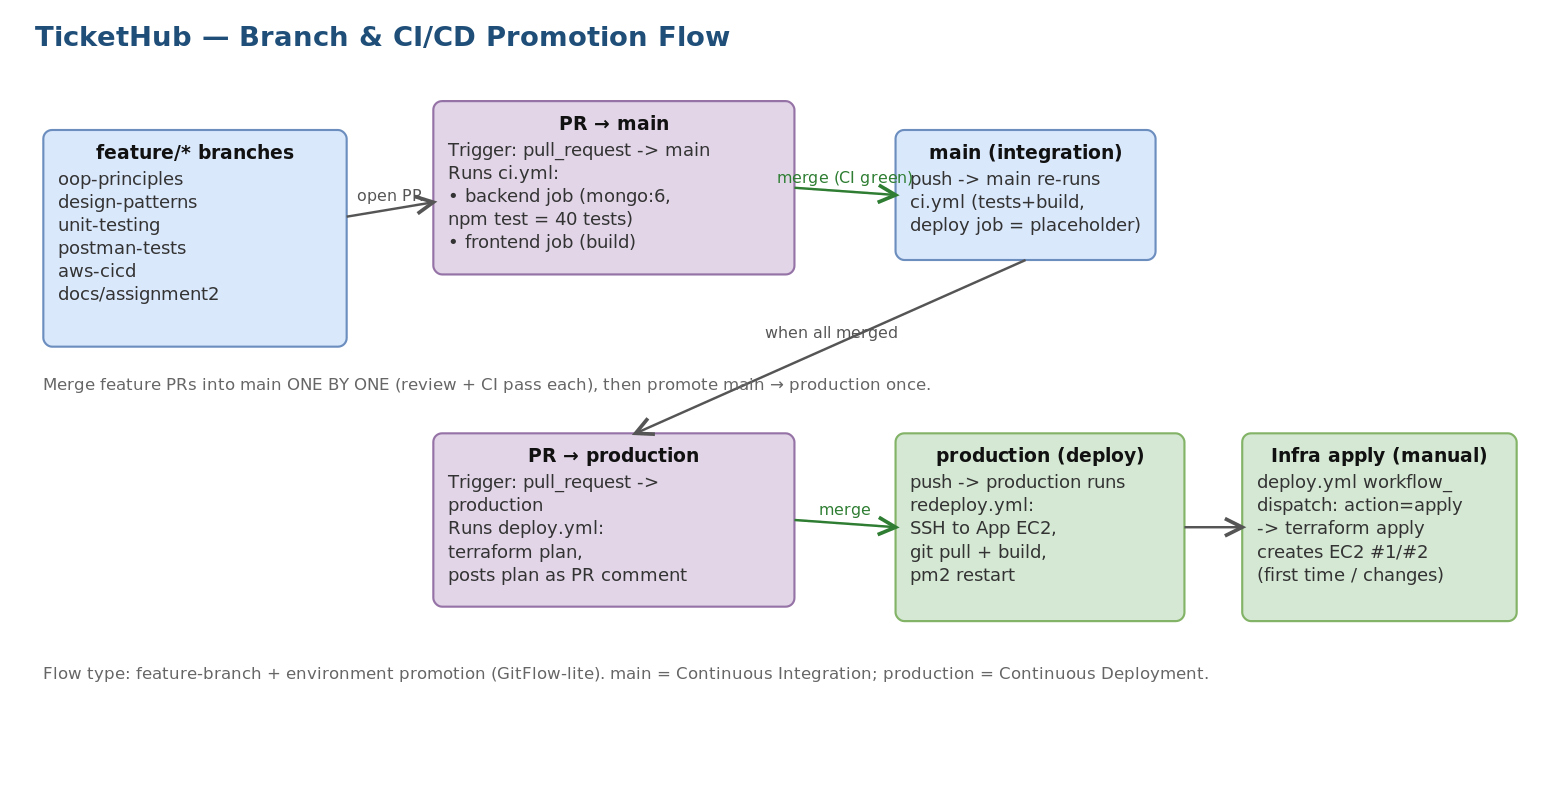 TicketHub — Branch & CI/CD Promotion Flow
feature/* branches
oop-principles
design-patterns
unit-testing
postman-tests
aws-cicd
docs/assignment2
open PR
PR → main
Trigger: pull_request -> main
Runs ci.yml:
• backend job (mongo:6,
npm test = 40 tests)
• frontend job (build)
merge (CI green)
main (integration)
push -> main re-runs
ci.yml (tests+build,
deploy job = placeholder)
when all merged
Merge feature PRs into main ONE BY ONE (review + CI pass each), then promote main → production once.
PR → production
Trigger: pull_request ->
production
Runs deploy.yml:
terraform plan,
posts plan as PR comment
merge
production (deploy)
push -> production runs
redeploy.yml:
SSH to App EC2,
git pull + build,
pm2 restart
Infra apply (manual)
deploy.yml workflow_
dispatch: action=apply
-> terraform apply
creates EC2 #1/#2
(first time / changes)
Flow type: feature-branch + environment promotion (GitFlow-lite). main = Continuous Integration; production = Continuous Deployment.